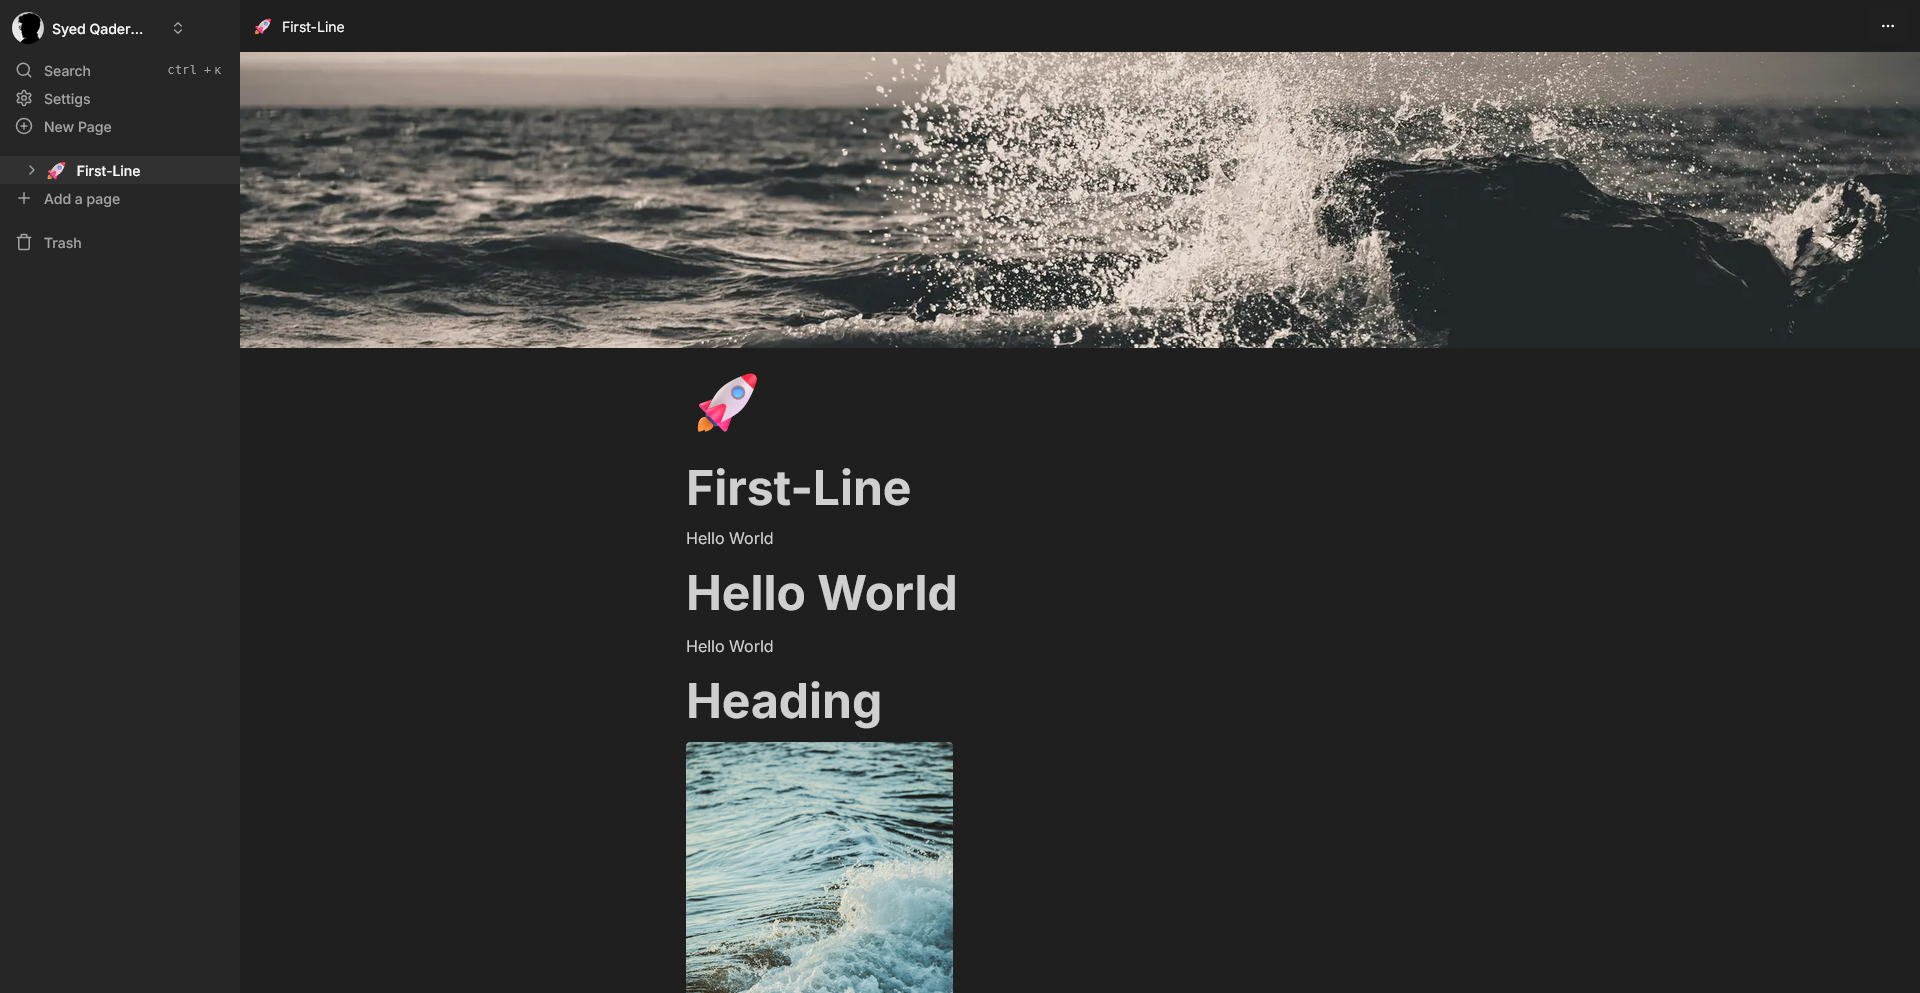 Syed Qader...
Search ctrl + K
Settigs
New Page
First-Line
Add a page
Trash
First-Line
First-Line
Hello World
Hello World
Hello World
Heading